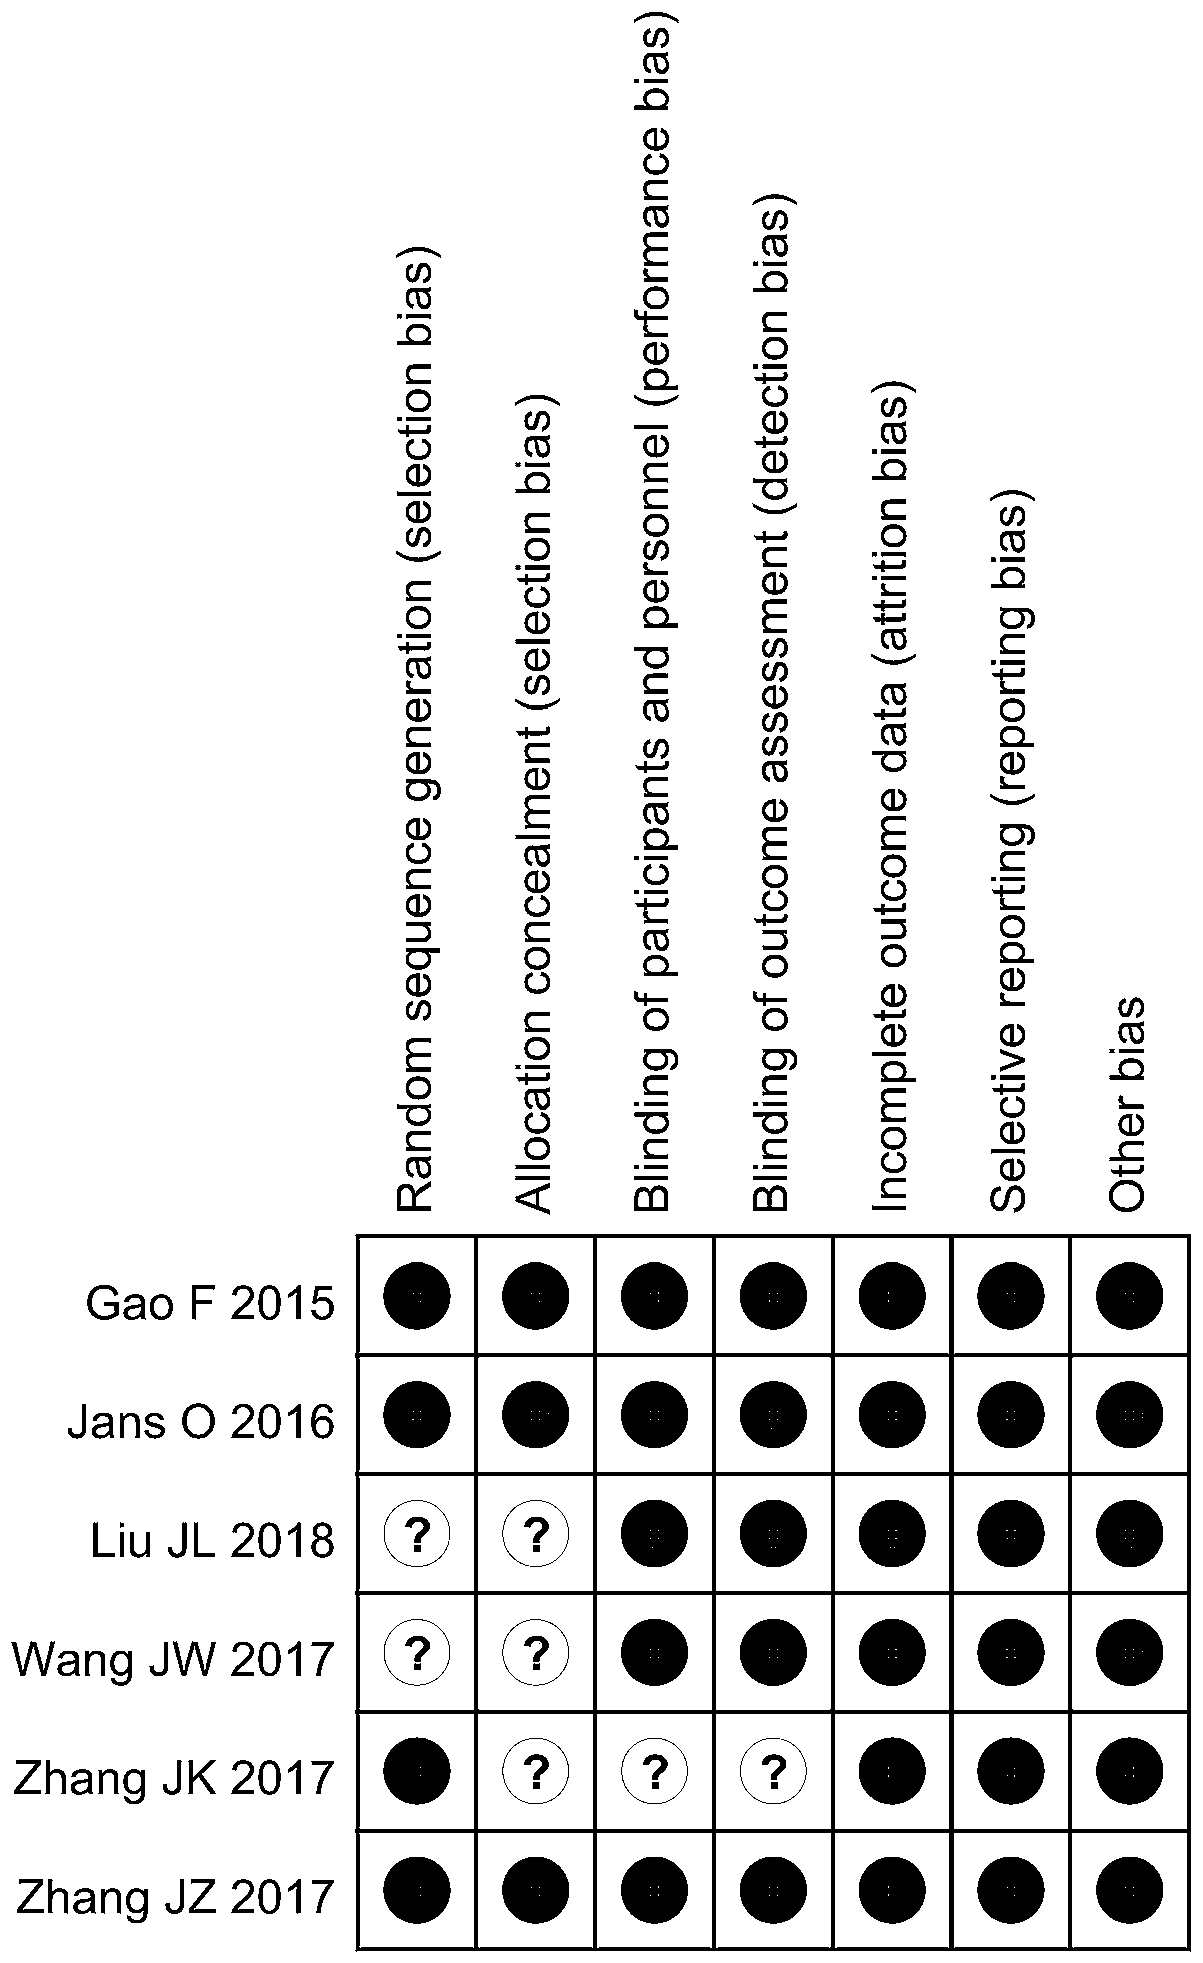 Random sequence generation (selection bias)
Allocation concealment (selection bias)
Blinding of participants and personnel (performance bias)
Blinding of outcome assessment (detection bias)
Incomplete outcome data (attrition bias)
Selective reporting (reporting bias)
Other bias
Gao F 2015
Jans O 2016
Liu JL 2018 ? ?
Wang JW 2017 ? ?
Zhang JK 2017 ? ? ?
Zhang JZ 2017